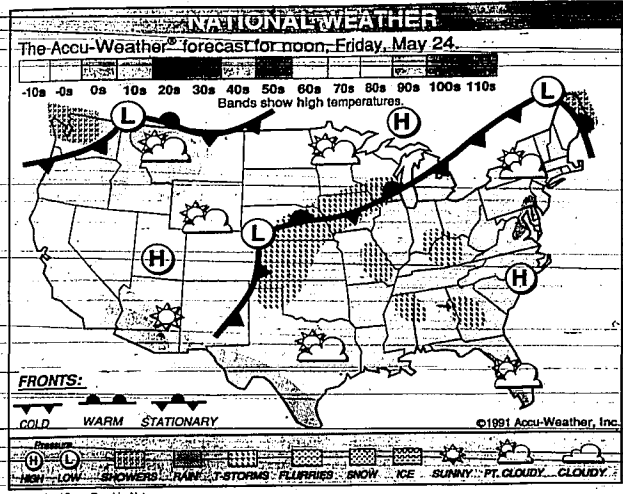 NATIONAL WEATHER
The Accu-Weather® forecast for noon, Friday, May 24.
-10s -0s 0s 10s 20s 30s 40s 50s 60s 70s 80s 90s 100s 110s
Bands show high temperatures.
L
L
H
L
H
H
FRONTS:
COLD WARM STATIONARY
©1991 Accu-Weather, Inc.
Pressure
H L
HIGH LOW SHOWERS RAIN T-STORMS FLURRIES SNOW ICE SUNNY PT. CLOUDY CLOUDY